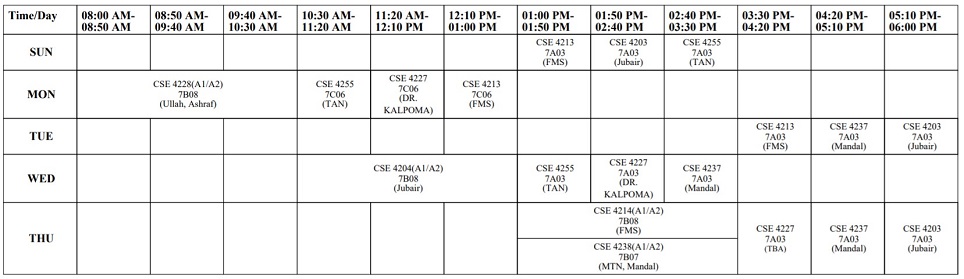 Time/Day
08:00 AM-
08:50 AM
08:50 AM-
09:40 AM
09:40 AM-
10:30 AM
10:30 AM-
11:20 AM
11:20 AM-
12:10 PM
12:10 PM-
01:00 PM
01:00 PM-
01:50 PM
01:50 PM-
02:40 PM
02:40 PM-
03:30 PM
03:30 PM-
04:20 PM
04:20 PM-
05:10 PM
05:10 PM-
06:00 PM
SUN
CSE 4213
7A03
(FMS)
CSE 4203
7A03
(Jubair)
CSE 4255
7A03
(TAN)
MON
CSE 4228(A1/A2)
7B08
(Ullah, Ashraf)
CSE 4255
7C06
(TAN)
CSE 4227
7C06
(DR.
KALPOMA)
CSE 4213
7C06
(FMS)
TUE
CSE 4213
7A03
(FMS)
CSE 4237
7A03
(Mandal)
CSE 4203
7A03
(Jubair)
WED
CSE 4204(A1/A2)
7B08
(Jubair)
CSE 4255
7A03
(TAN)
CSE 4227
7A03
(DR.
KALPOMA)
CSE 4237
7A03
(Mandal)
THU
CSE 4214(A1/A2)
7B08
(FMS)
CSE 4238(A1/A2)
7B07
(MTN, Mandal)
CSE 4227
7A03
(TBA)
CSE 4237
7A03
(Mandal)
CSE 4203
7A03
(Jubair)